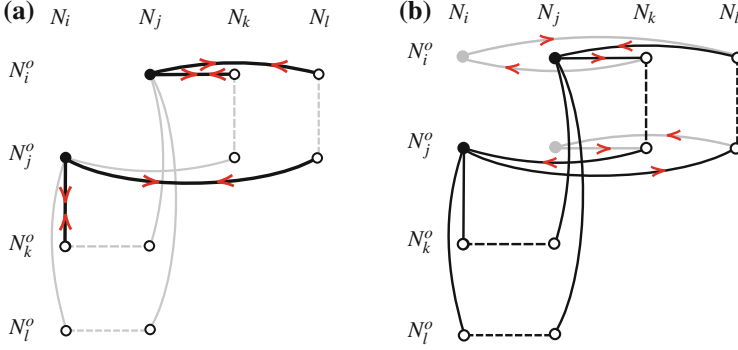 (a) N_i N_j N_k N_l
N_i^o
N_j^o
N_k^o
N_l^o
(b) N_i N_j N_k N_l
N_i^o
N_j^o
N_k^o
N_l^o